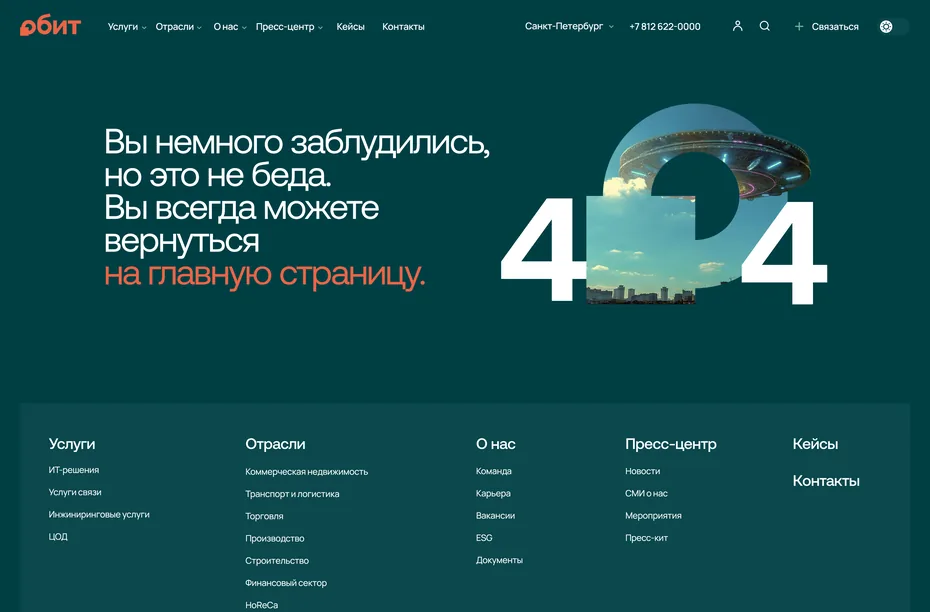 обит
Услуги Отрасли О нас Пресс-центр Кейсы Контакты Санкт-Петербург +7 812 622-0000 + Связаться
Вы немного заблудились,
но это не беда.
Вы всегда можете
вернуться
на главную страницу.
404
Услуги
ИТ-решения
Услуги связи
Инжиниринговые услуги
ЦОД
Отрасли
Коммерческая недвижимость
Транспорт и логистика
Торговля
Производство
Строительство
Финансовый сектор
HoReCa
О нас
Команда
Карьера
Вакансии
ESG
Документы
Пресс-центр
Новости
СМИ о нас
Мероприятия
Пресс-кит
Кейсы
Контакты